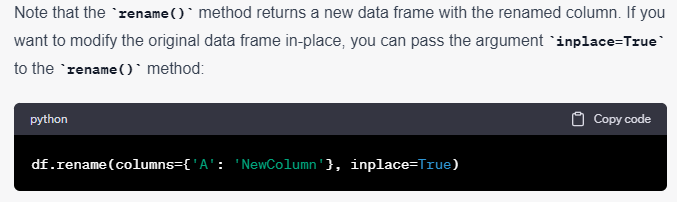 Note that the `rename()` method returns a new data frame with the renamed column. If you
want to modify the original data frame in-place, you can pass the argument `inplace=True`
to the `rename()` method:
python
Copy code
df.rename(columns={'A': 'NewColumn'}, inplace=True)